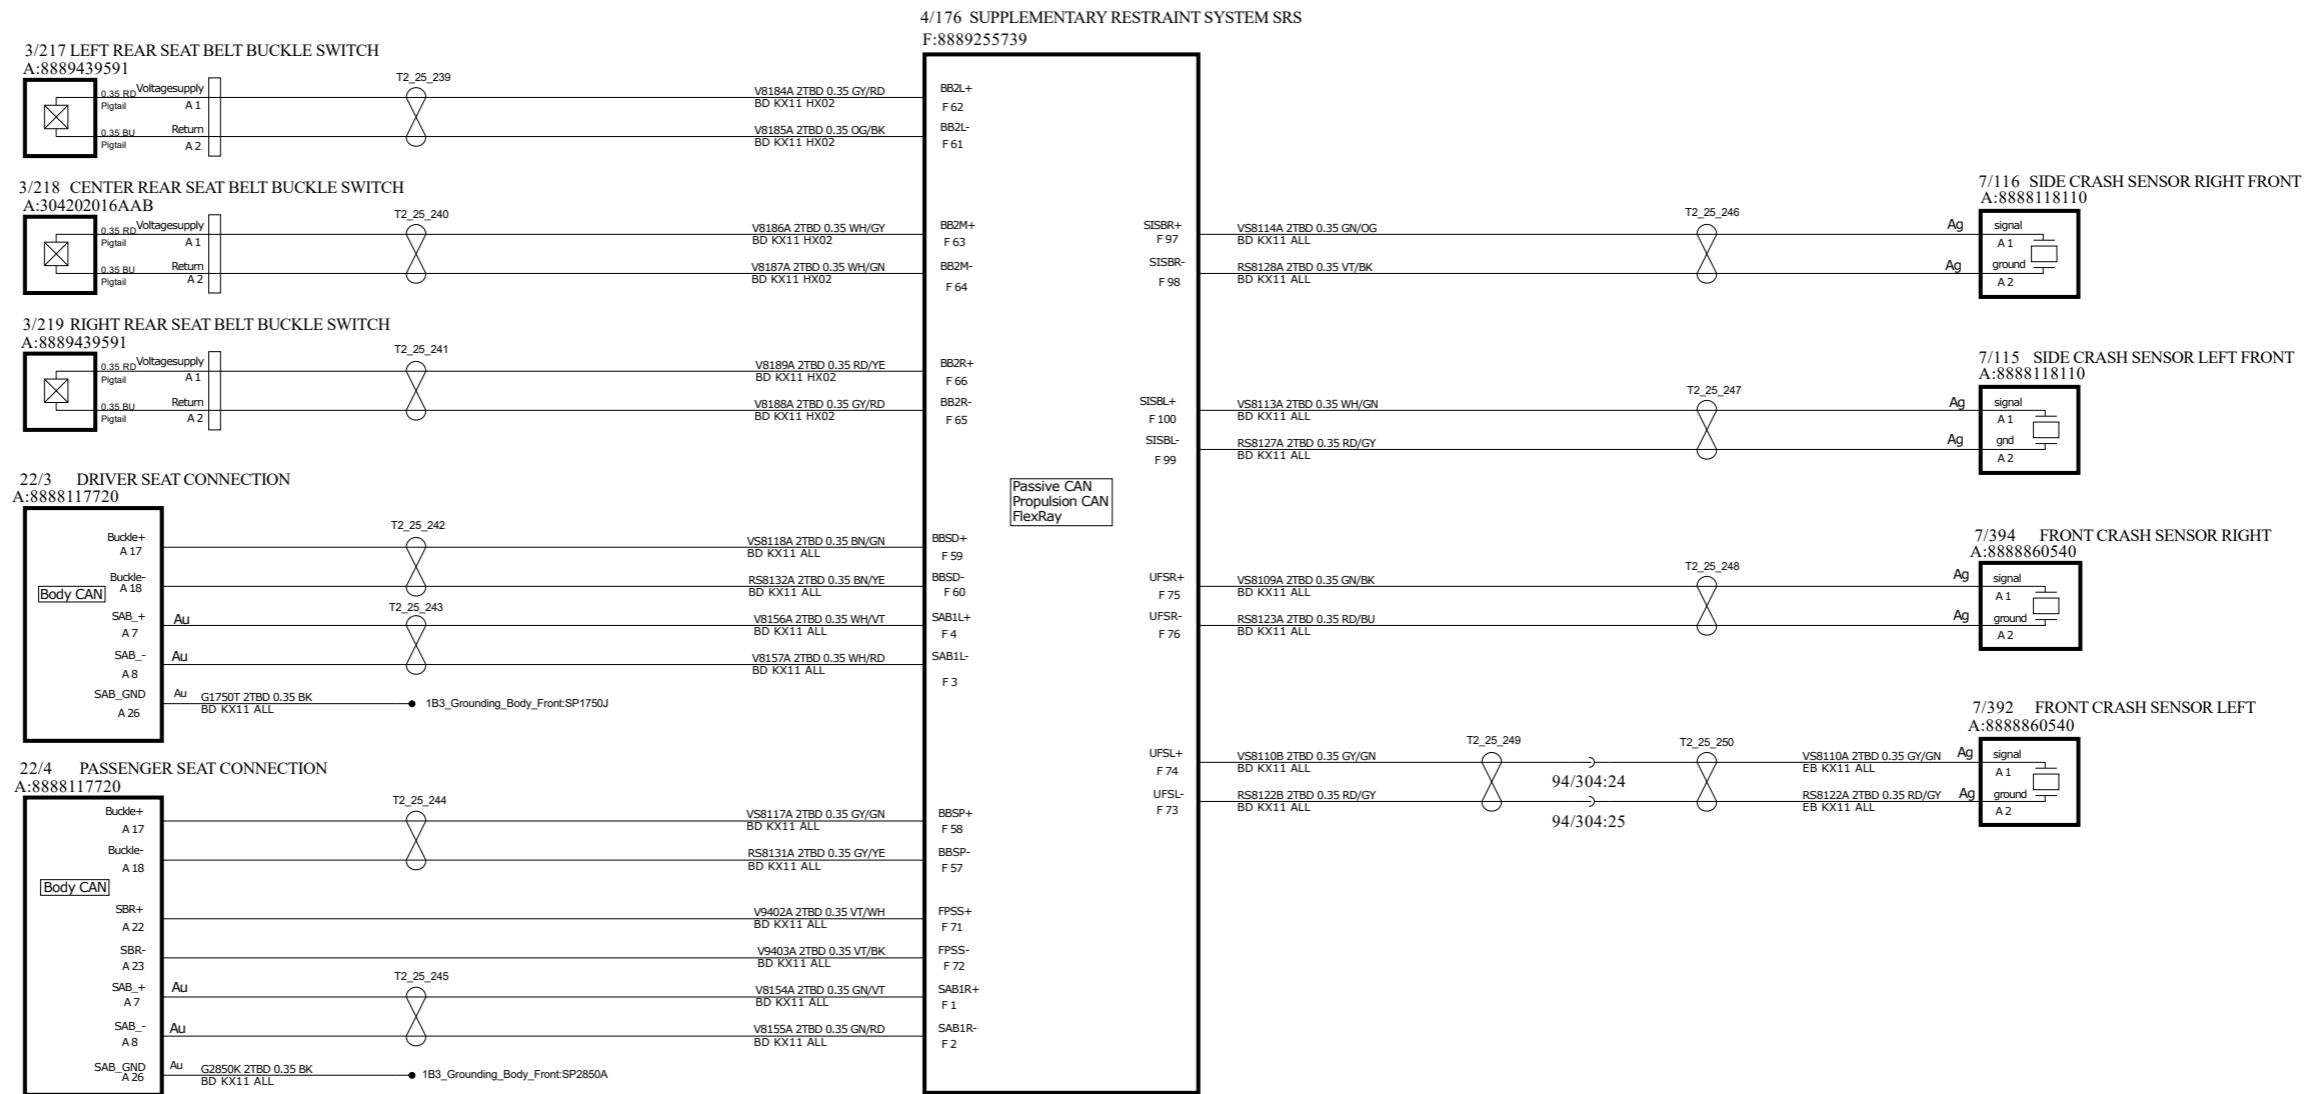 4/176 SUPPLEMENTARY RESTRAINT SYSTEM SRS
F:8889255739
3/217 LEFT REAR SEAT BELT BUCKLE SWITCH
A:8889439591
0.35 RD
Pigtail
Voltagesupply
A 1
0.35 BU
Pigtail
Return
A 2
T2_25_239
V8184A 2TBD 0.35 GY/RD
BD KX11 HX02
V8185A 2TBD 0.35 OG/BK
BD KX11 HX02
BB2L+
F 62
BB2L-
F 61
3/218 CENTER REAR SEAT BELT BUCKLE SWITCH
A:304202016AAB
0.35 RD
Pigtail
Voltagesupply
A 1
0.35 BU
Pigtail
Return
A 2
T2_25_240
V8186A 2TBD 0.35 WH/GY
BD KX11 HX02
V8187A 2TBD 0.35 WH/GN
BD KX11 HX02
BB2M+
F 63
BB2M-
F 64
3/219 RIGHT REAR SEAT BELT BUCKLE SWITCH
A:8889439591
0.35 RD
Pigtail
Voltagesupply
A 1
0.35 BU
Pigtail
Return
A 2
T2_25_241
V8189A 2TBD 0.35 RD/YE
BD KX11 HX02
V8188A 2TBD 0.35 GY/RD
BD KX11 HX02
BB2R+
F 66
BB2R-
F 65
22/3 DRIVER SEAT CONNECTION
A:8888117720
Buckle+
A 17
Buckle-
A 18
Body CAN
SAB_+
A 7
SAB_-
A 8
SAB_GND
A 26
Au
Au
Au
T2_25_242
T2_25_243
G1750T 2TBD 0.35 BK
BD KX11 ALL
1B3_Grounding_Body_Front:SP1750J
VS8118A 2TBD 0.35 BN/GN
BD KX11 ALL
RS8132A 2TBD 0.35 BN/YE
BD KX11 ALL
V8156A 2TBD 0.35 WH/VT
BD KX11 ALL
V8157A 2TBD 0.35 WH/RD
BD KX11 ALL
BBSD+
F 59
BBSD-
F 60
SAB1L+
F 4
SAB1L-
F 3
22/4 PASSENGER SEAT CONNECTION
A:8888117720
Buckle+
A 17
Buckle-
A 18
Body CAN
SBR+
A 22
SBR-
A 23
SAB_+
A 7
SAB_-
A 8
SAB_GND
A 26
Au
Au
Au
T2_25_244
T2_25_245
G2850K 2TBD 0.35 BK
BD KX11 ALL
1B3_Grounding_Body_Front:SP2850A
VS8117A 2TBD 0.35 GY/GN
BD KX11 ALL
RS8131A 2TBD 0.35 GY/YE
BD KX11 ALL
V9402A 2TBD 0.35 VT/WH
BD KX11 ALL
V9403A 2TBD 0.35 VT/BK
BD KX11 ALL
V8154A 2TBD 0.35 GN/VT
BD KX11 ALL
V8155A 2TBD 0.35 GN/RD
BD KX11 ALL
BBSP+
F 58
BBSP-
F 57
FPSS+
F 71
FPSS-
F 72
SAB1R+
F 1
SAB1R-
F 2
Passive CAN
Propulsion CAN
FlexRay
7/116 SIDE CRASH SENSOR RIGHT FRONT
A:8888118110
SISBR+
F 97
SISBR-
F 98
VS8114A 2TBD 0.35 GN/OG
BD KX11 ALL
RS8128A 2TBD 0.35 VT/BK
BD KX11 ALL
T2_25_246
Ag
Ag
signal
A 1
ground
A 2
7/115 SIDE CRASH SENSOR LEFT FRONT
A:8888118110
SISBL+
F 100
SISBL-
F 99
VS8113A 2TBD 0.35 WH/GN
BD KX11 ALL
RS8127A 2TBD 0.35 RD/GY
BD KX11 ALL
T2_25_247
Ag
Ag
signal
A 1
gnd
A 2
7/394 FRONT CRASH SENSOR RIGHT
A:8888860540
UFSR+
F 75
UFSR-
F 76
VS8109A 2TBD 0.35 GN/BK
BD KX11 ALL
RS8123A 2TBD 0.35 RD/BU
BD KX11 ALL
T2_25_248
Ag
Ag
signal
A 1
ground
A 2
7/392 FRONT CRASH SENSOR LEFT
A:8888860540
UFSL+
F 74
UFSL-
F 73
VS8110B 2TBD 0.35 GY/GN
BD KX11 ALL
RS8122B 2TBD 0.35 RD/GY
BD KX11 ALL
T2_25_249
94/304:24
94/304:25
T2_25_250
VS8110A 2TBD 0.35 GY/GN
EB KX11 ALL
RS8122A 2TBD 0.35 RD/GY
EB KX11 ALL
Ag
Ag
signal
A 1
ground
A 2